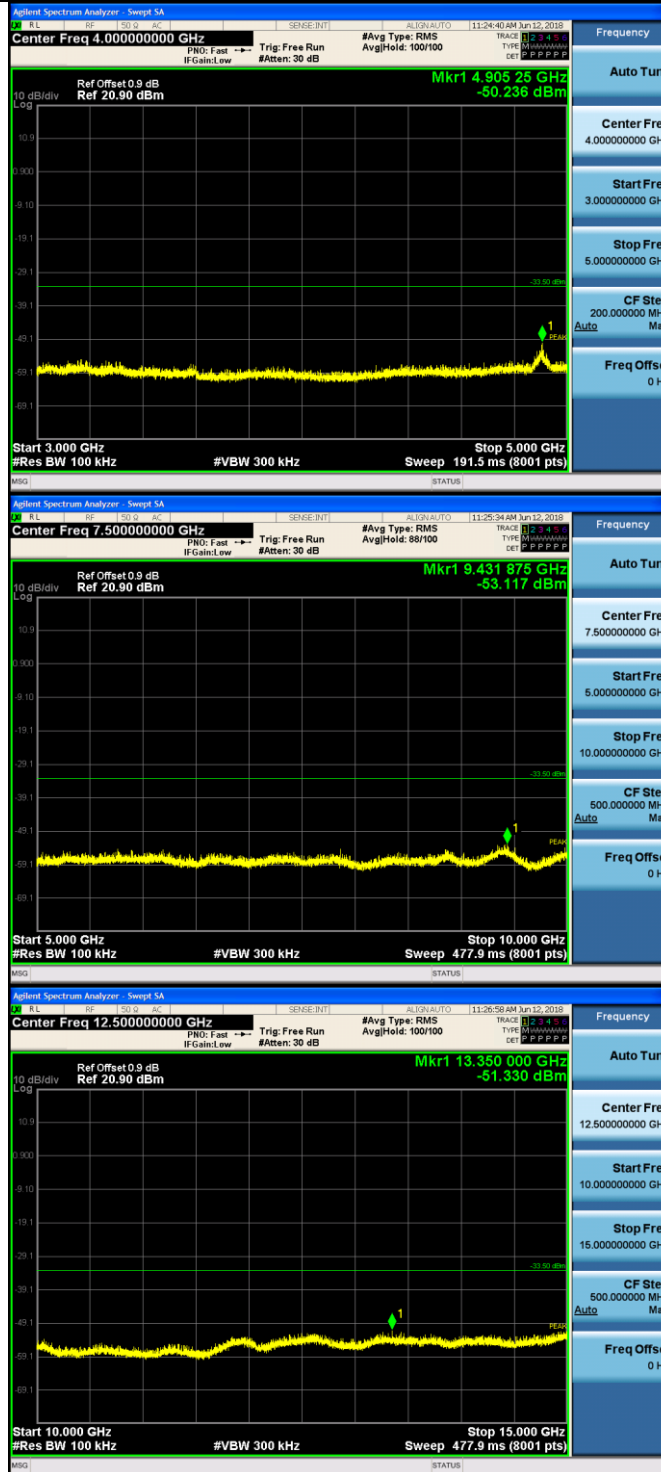 Agilent Spectrum Analyzer - Swept SA
RL RF 50 Ω AC SENSE:INT ALIGNAUTO 11:24:40 AM Jun 12, 2018
Center Freq 4.000000000 GHz
PNO: Fast
IFGain:Low
Trig: Free Run
#Atten: 30 dB
#Avg Type: RMS
Avg|Hold: 100/100
TRACE 1 2 3 4 5 6
TYPE
DET P P P P P P
Ref Offset 0.9 dB
10 dB/div Ref 20.90 dBm
Log
Mkr1 4.905 25 GHz
-50.236 dBm
10.9
0.900
-9.10
-19.1
-29.1
-33.50 dBm
-39.1
-49.1
1
PEAK
-59.1
-69.1
Start 3.000 GHz Stop 5.000 GHz
#Res BW 100 kHz #VBW 300 kHz Sweep 191.5 ms (8001 pts)
MSG STATUS
Frequency
Auto Tun
Center Fre
4.000000000 GH
Start Fre
3.000000000 GH
Stop Fre
5.000000000 GH
CF Ste
200.000000 MH
Auto Ma
Freq Offse
0 H
Agilent Spectrum Analyzer - Swept SA
RL RF 50 Ω AC SENSE:INT ALIGNAUTO 11:25:34 AM Jun 12, 2018
Center Freq 7.500000000 GHz
PNO: Fast
IFGain:Low
Trig: Free Run
#Atten: 30 dB
#Avg Type: RMS
Avg|Hold: 88/100
TRACE 1 2 3 4 5 6
TYPE
DET P P P P P P
Ref Offset 0.9 dB
10 dB/div Ref 20.90 dBm
Log
Mkr1 9.431 875 GHz
-53.117 dBm
10.9
0.900
-9.10
-19.1
-29.1
-33.50 dBm
-39.1
-49.1
1
PEAK
-59.1
-69.1
Start 5.000 GHz Stop 10.000 GHz
#Res BW 100 kHz #VBW 300 kHz Sweep 477.9 ms (8001 pts)
MSG STATUS
Frequency
Auto Tun
Center Fre
7.500000000 GH
Start Fre
5.000000000 GH
Stop Fre
10.000000000 GH
CF Ste
500.000000 MH
Auto Ma
Freq Offse
0 H
Agilent Spectrum Analyzer - Swept SA
RL RF 50 Ω AC SENSE:INT ALIGNAUTO 11:26:58 AM Jun 12, 2018
Center Freq 12.500000000 GHz
PNO: Fast
IFGain:Low
Trig: Free Run
#Atten: 30 dB
#Avg Type: RMS
Avg|Hold: 100/100
TRACE 1 2 3 4 5 6
TYPE
DET P P P P P P
Ref Offset 0.9 dB
10 dB/div Ref 20.90 dBm
Log
Mkr1 13.350 000 GHz
-51.330 dBm
10.9
0.900
-9.10
-19.1
-29.1
-33.50 dBm
-39.1
-49.1
1
PEAK
-59.1
-69.1
Start 10.000 GHz Stop 15.000 GHz
#Res BW 100 kHz #VBW 300 kHz Sweep 477.9 ms (8001 pts)
MSG STATUS
Frequency
Auto Tun
Center Fre
12.500000000 GH
Start Fre
10.000000000 GH
Stop Fre
15.000000000 GH
CF Ste
500.000000 MH
Auto Ma
Freq Offse
0 H